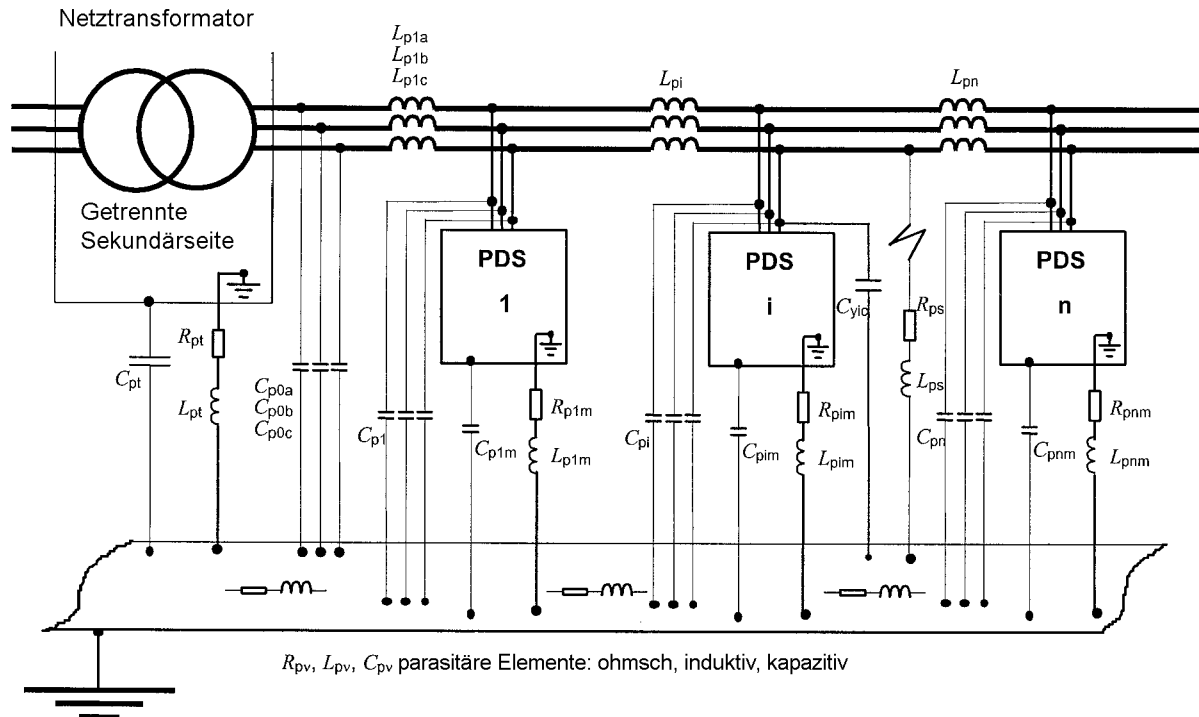 Netztransformator
Lp1a
Lp1b
Lp1c
Lpi
Lpn
Getrennte
Sekundärseite
PDS
1
PDS
i
PDS
n
Cyic
Rps
Lps
Rpt
Lpt
Cpt
Cp0a
Cp0b
Cp0c
Cp1
Cp1m
Rp1m
Lp1m
Cpi
Cpim
Rpim
Lpim
Cpn
Cpnm
Rpnm
Lpnm
Rpv, Lpv, Cpv parasitäre Elemente: ohmsch, induktiv, kapazitiv